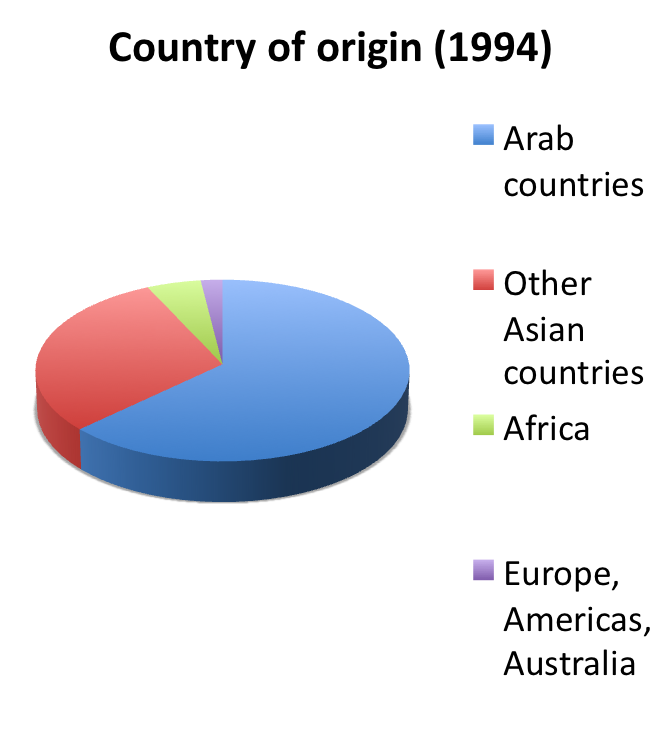 Country of origin (1994)
Arab
countries
Other
Asian
countries
Africa
Europe,
Americas,
Australia